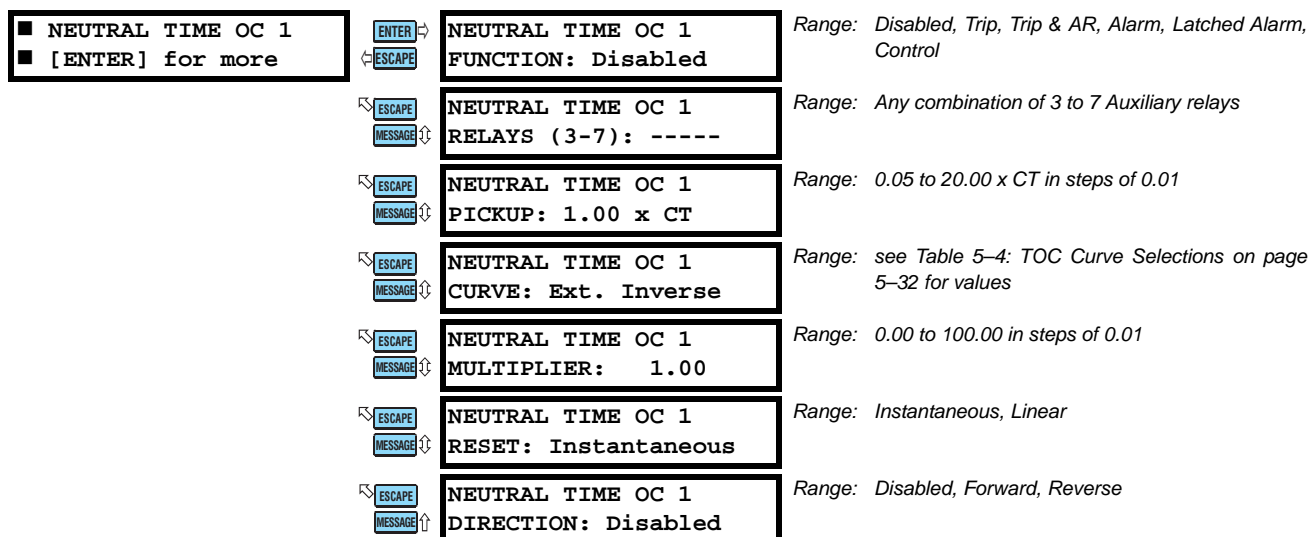 ■ NEUTRAL TIME OC 1
■ [ENTER] for more
ENTER
ESCAPE
NEUTRAL TIME OC 1
FUNCTION: Disabled
Range: Disabled, Trip, Trip & AR, Alarm, Latched Alarm,
Control
ESCAPE
MESSAGE
NEUTRAL TIME OC 1
RELAYS (3-7): -----
Range: Any combination of 3 to 7 Auxiliary relays
ESCAPE
MESSAGE
NEUTRAL TIME OC 1
PICKUP: 1.00 x CT
Range: 0.05 to 20.00 x CT in steps of 0.01
ESCAPE
MESSAGE
NEUTRAL TIME OC 1
CURVE: Ext. Inverse
Range: see Table 5–4: TOC Curve Selections on page
5–32 for values
ESCAPE
MESSAGE
NEUTRAL TIME OC 1
MULTIPLIER: 1.00
Range: 0.00 to 100.00 in steps of 0.01
ESCAPE
MESSAGE
NEUTRAL TIME OC 1
RESET: Instantaneous
Range: Instantaneous, Linear
ESCAPE
MESSAGE
NEUTRAL TIME OC 1
DIRECTION: Disabled
Range: Disabled, Forward, Reverse